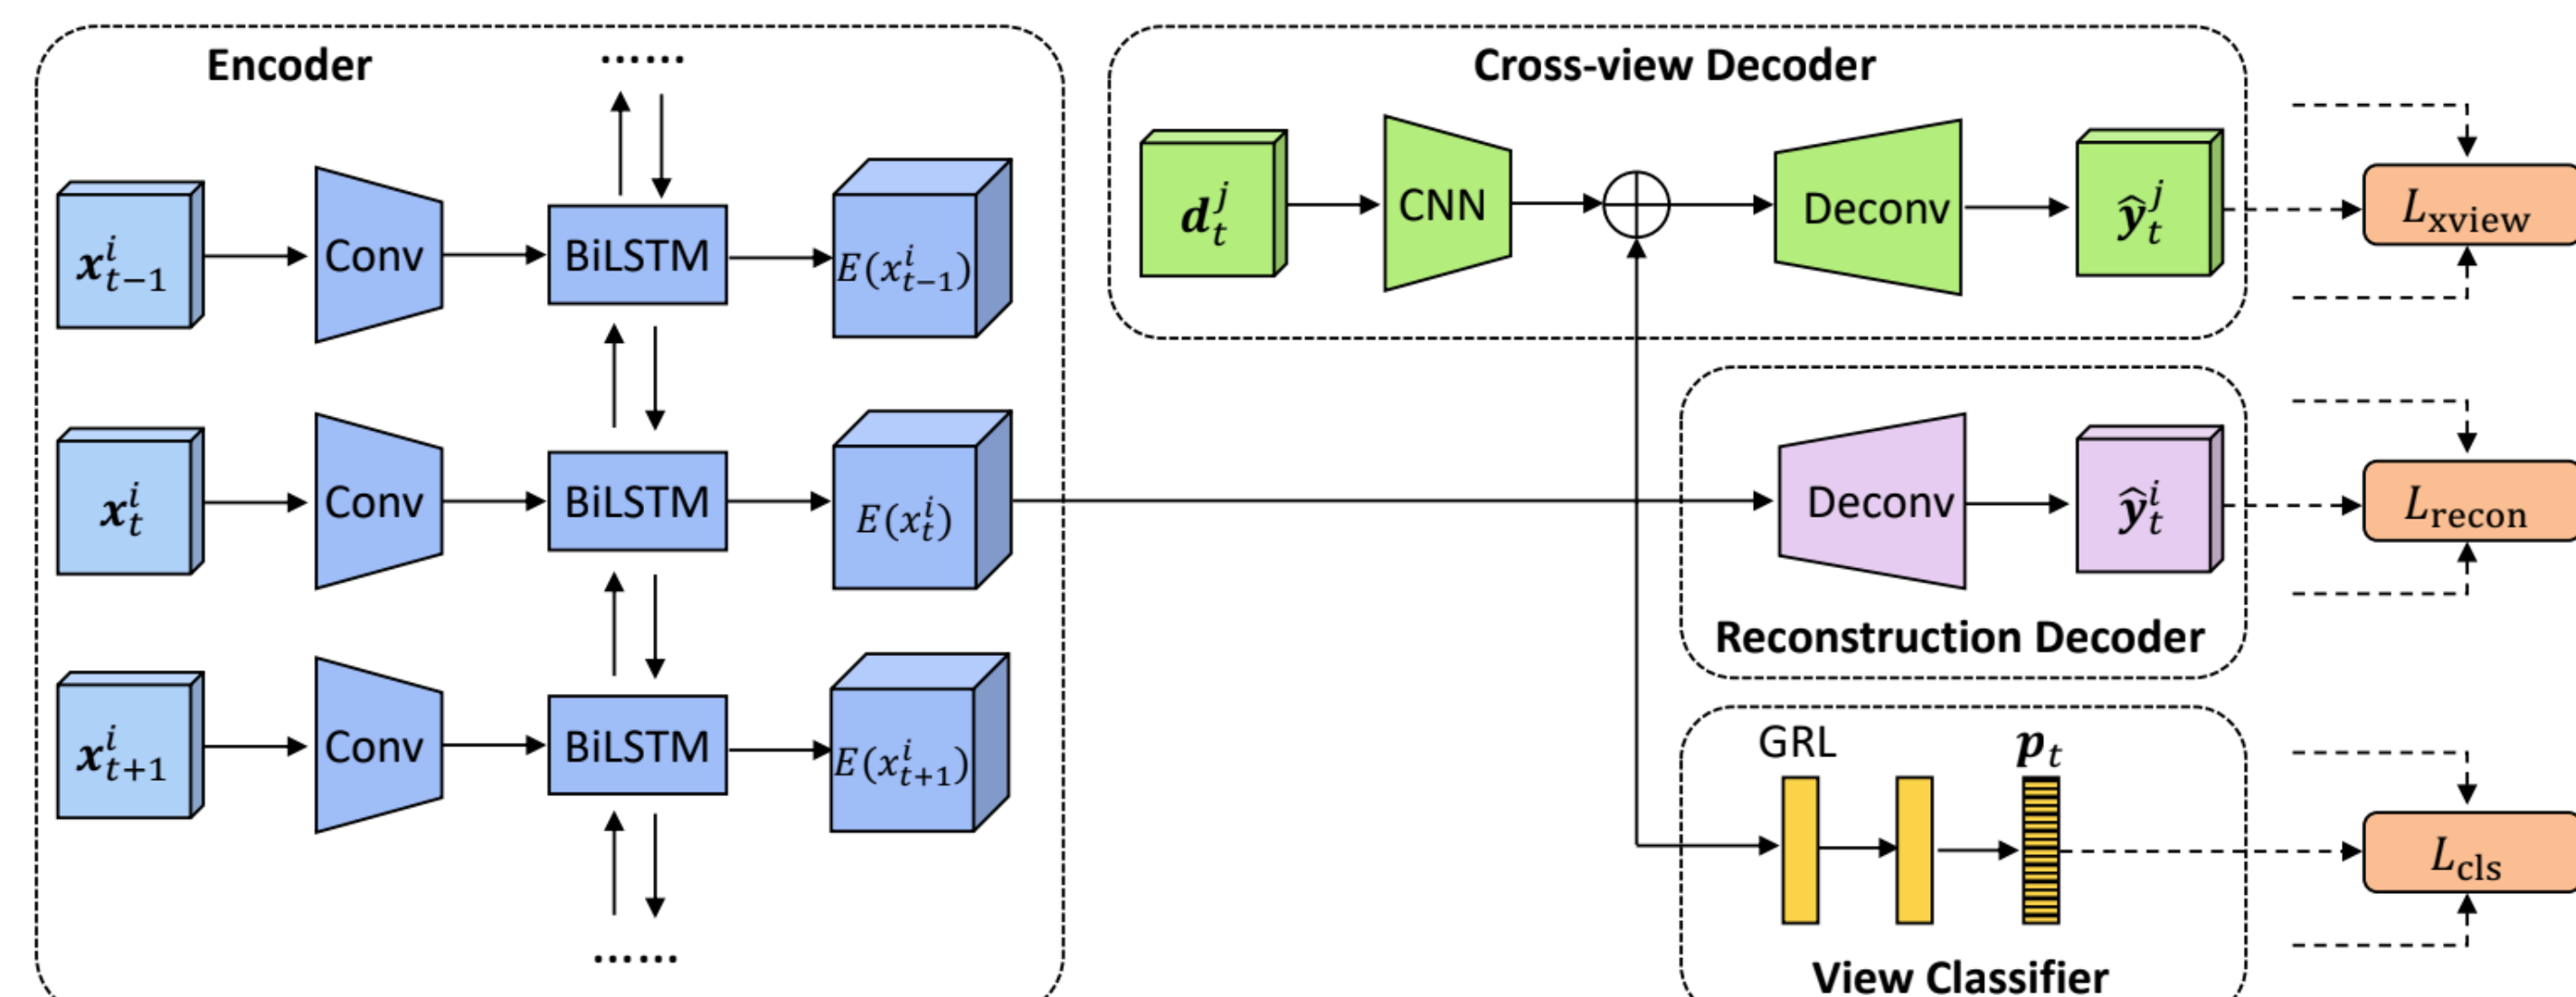 Encoder
......
x^i_{t-1}
Conv
BiLSTM
E(x^i_{t-1})
x^i_t
Conv
BiLSTM
E(x^i_t)
x^i_{t+1}
Conv
BiLSTM
E(x^i_{t+1})
......
Cross-view Decoder
d^j_t
CNN
Deconv
ŷ^j_t
L_xview
Deconv
ŷ^i_t
L_recon
Reconstruction Decoder
GRL
p_t
L_cls
View Classifier